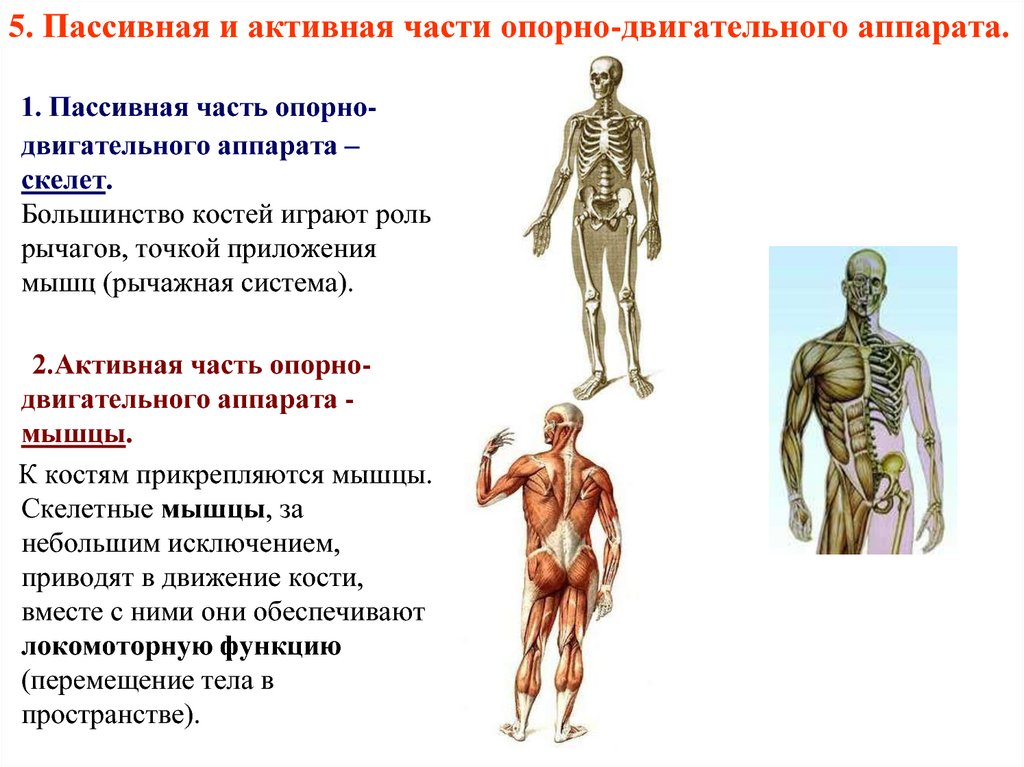 5. Пассивная и активная части опорно-двигательного аппарата.
1. Пассивная часть опорно-
двигательного аппарата –
скелет.
Большинство костей играют роль
рычагов, точкой приложения
мышц (рычажная система).
2.Активная часть опорно-
двигательного аппарата -
мышцы.
К костям прикрепляются мышцы.
Скелетные мышцы, за
небольшим исключением,
приводят в движение кости,
вместе с ними они обеспечивают
локомоторную функцию
(перемещение тела в
пространстве).